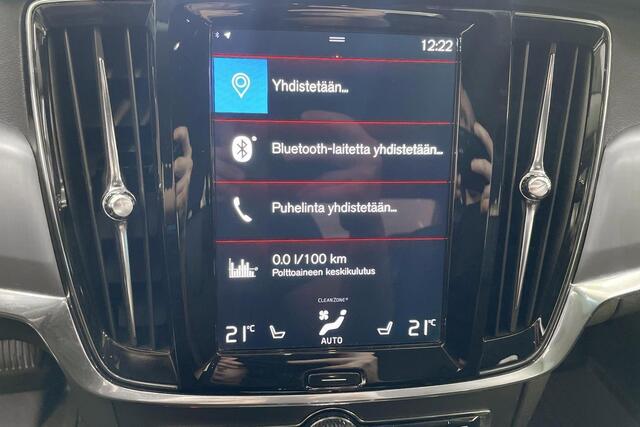 12:22
Yhdistetään...
Bluetooth-laitetta yhdistetään...
Puhelinta yhdistetään...
0.0 l/100 km
Polttoaineen keskikulutus
CLEANZONE
21°C
21°C
AUTO